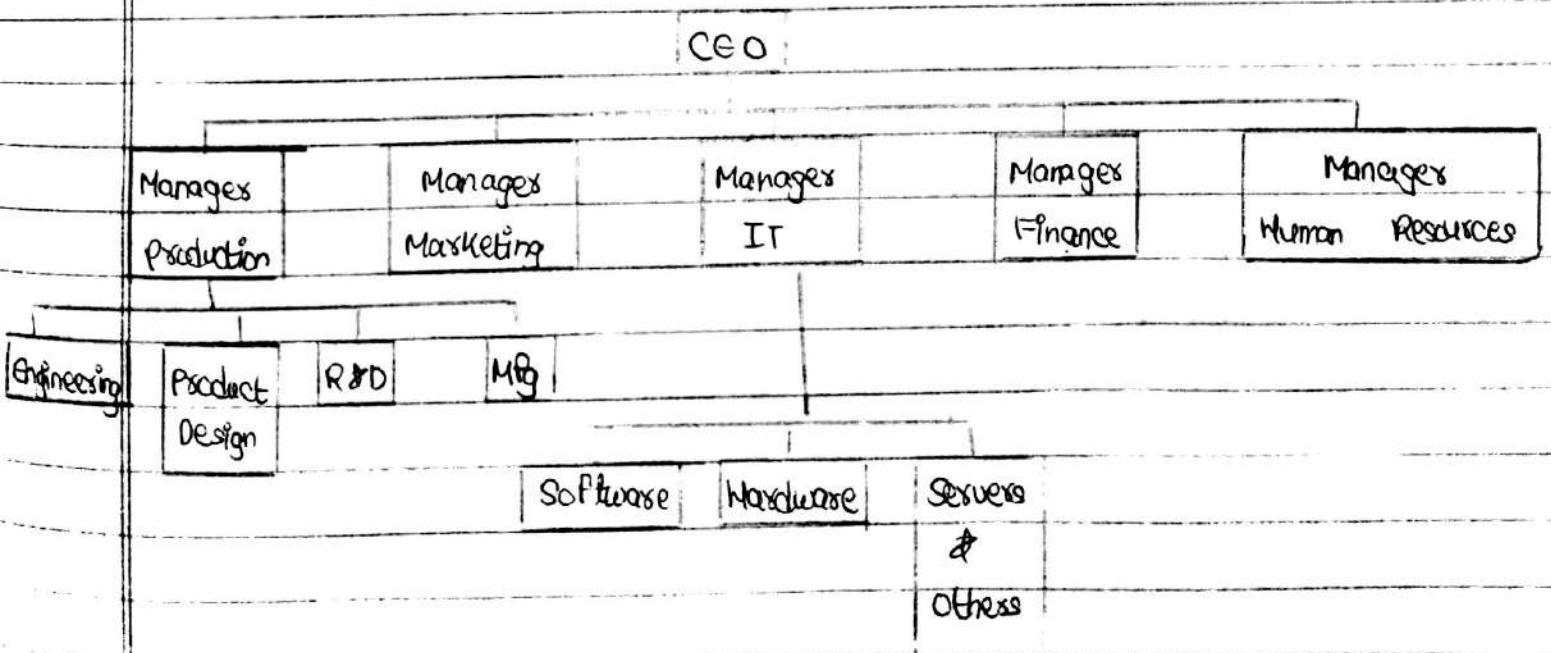 CEO
Manager
Production
Manager
Marketing
Manager
IT
Manager
Finance
Manager
Human Resources
Engineering
Product
Design
R&D
Mfg
Software
Hardware
Servers
&
Others